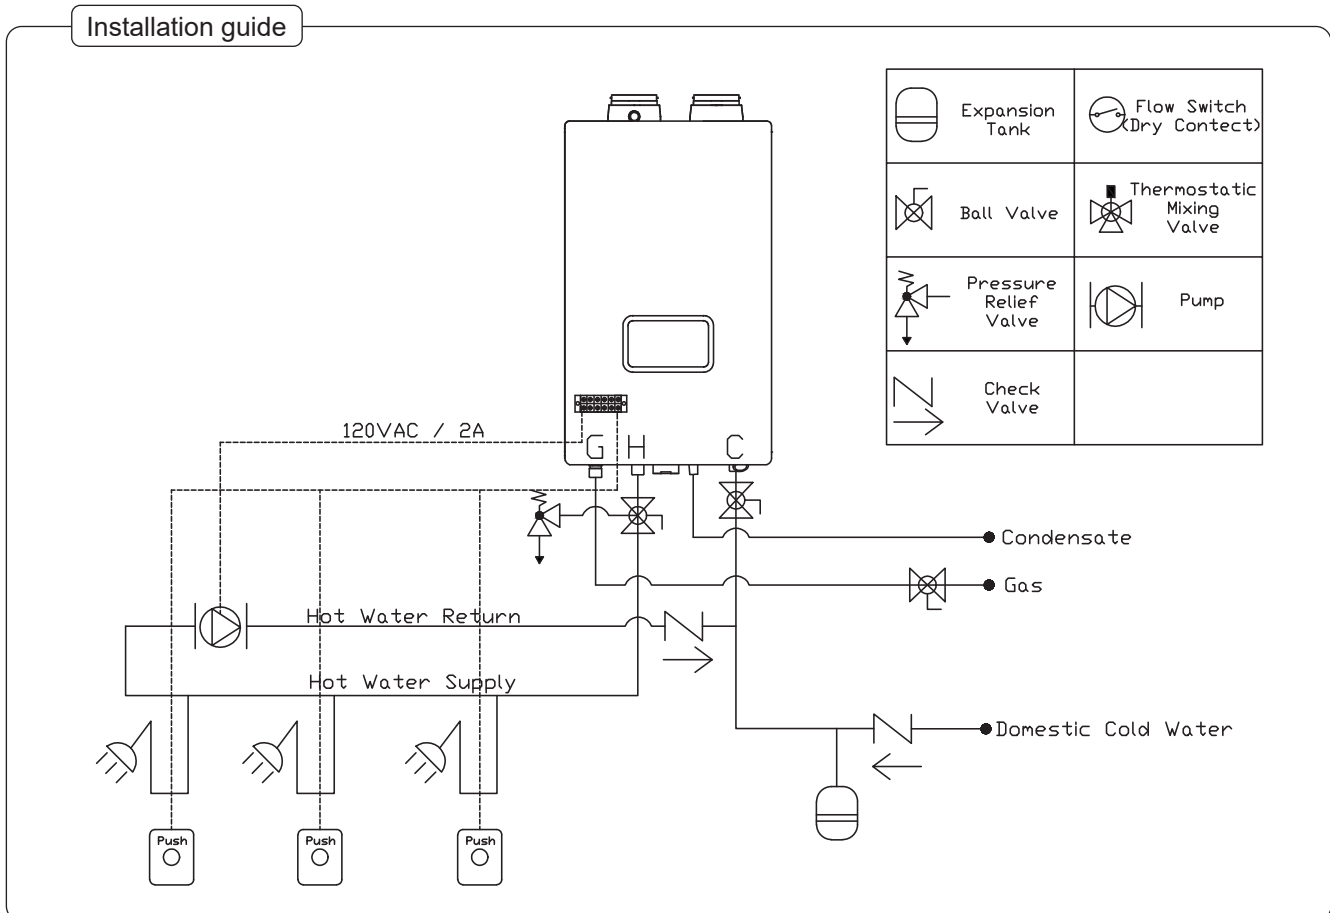 Installation guide
Expansion
Tank
Flow Switch
(Dry Contect)
Ball Valve
Thermostatic
Mixing
Valve
Pressure
Relief
Valve
Pump
Check
Valve
120VAC / 2A
G H C
Condensate
Gas
Hot Water Return
Hot Water Supply
Domestic Cold Water
Push
Push
Push